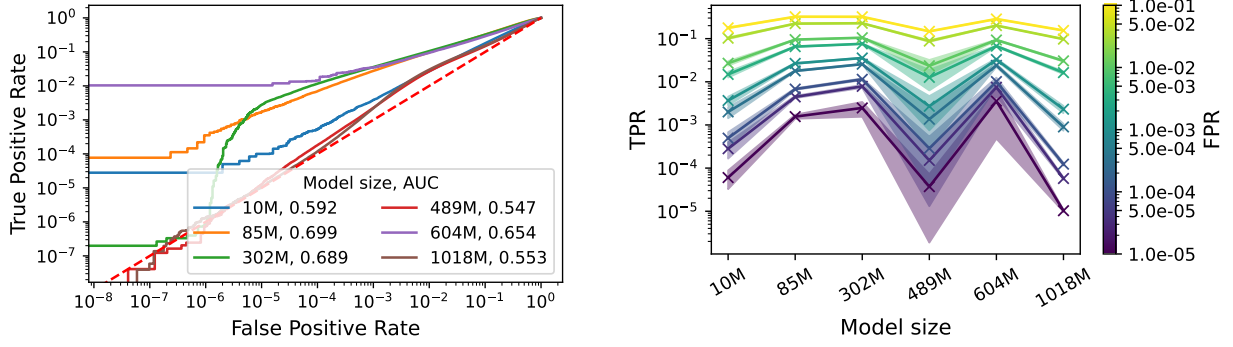 True Positive Rate
10⁰
10⁻¹
10⁻²
10⁻³
10⁻⁴
10⁻⁵
10⁻⁶
10⁻⁷
Model size, AUC
10M, 0.592
85M, 0.699
302M, 0.689
489M, 0.547
604M, 0.654
1018M, 0.553
10⁻⁸ 10⁻⁷ 10⁻⁶ 10⁻⁵ 10⁻⁴ 10⁻³ 10⁻² 10⁻¹ 10⁰
False Positive Rate
TPR
10⁻¹
10⁻²
10⁻³
10⁻⁴
10⁻⁵
10M 85M 302M 489M 604M 1018M
Model size
1.0e-01
5.0e-02
1.0e-02
5.0e-03
1.0e-03
5.0e-04
1.0e-04
5.0e-05
1.0e-05
FPR